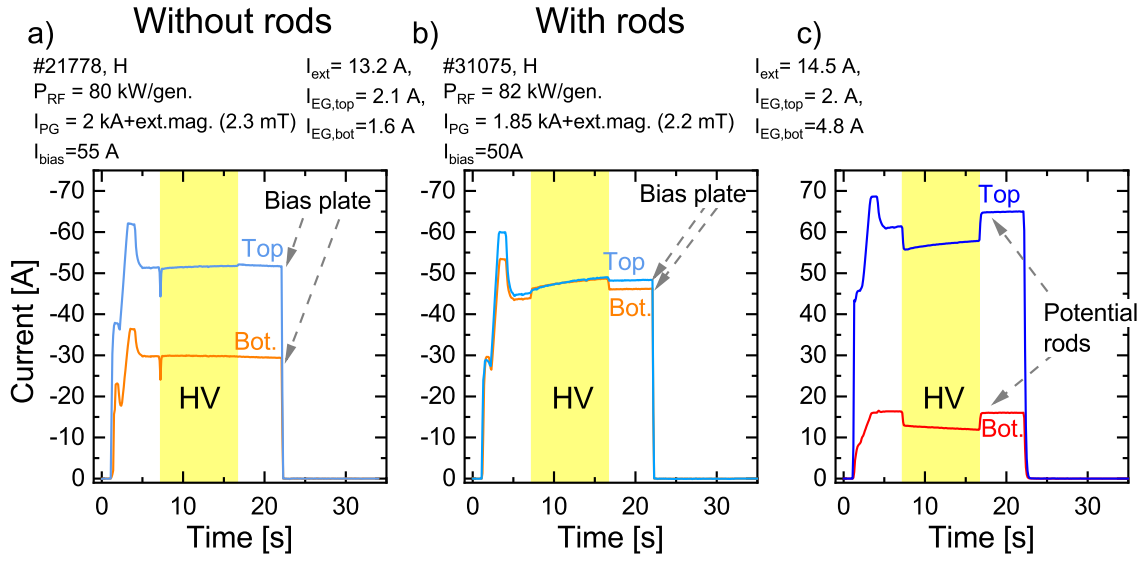 Without rods
With rods
a)
b)
c)
#21778, H
P_RF = 80 kW/gen.
I_PG = 2 kA+ext.mag. (2.3 mT)
I_bias=55 A
I_ext= 13.2 A,
I_EG,top= 2.1 A,
I_EG,bot=1.6 A
#31075, H
P_RF = 82 kW/gen.
I_PG = 1.85 kA+ext.mag. (2.2 mT)
I_bias=50A
I_ext= 14.5 A,
I_EG,top= 2. A,
I_EG,bot=4.8 A
Current [A]
-70
-60
-50
-40
-30
-20
-10
0
Bias plate
Top
Bot.
HV
0
10
20
30
Time [s]
-70
-60
-50
-40
-30
-20
-10
0
Bias plate
Top
Bot.
HV
0
10
20
30
Time [s]
70
60
50
40
30
20
10
0
Top
Potential
rods
HV
Bot.
0
10
20
30
Time [s]